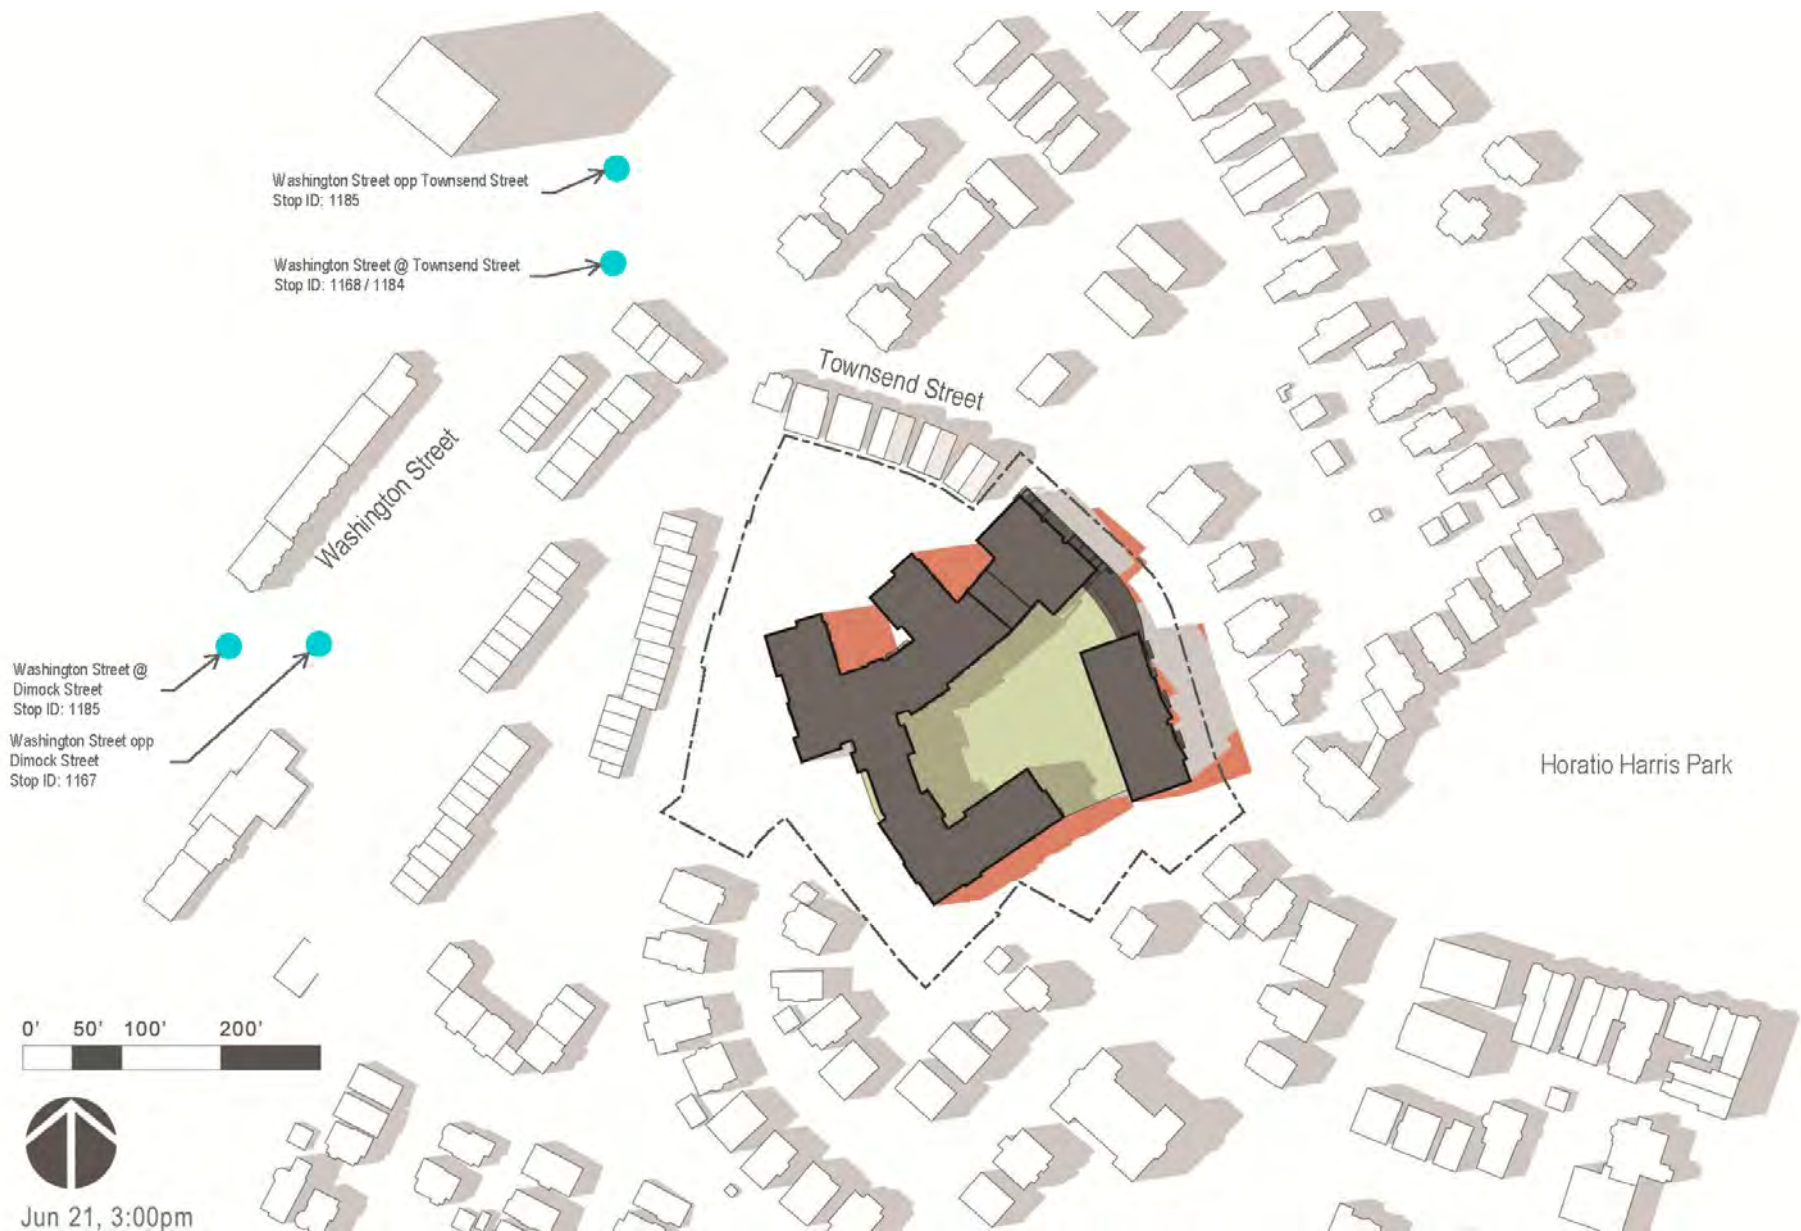 Washington Street opp Townsend Street
Stop ID: 1185
Washington Street @ Townsend Street
Stop ID: 1168 / 1184
Townsend Street
Washington Street
Washington Street @
Dimock Street
Stop ID: 1185
Washington Street opp
Dimock Street
Stop ID: 1167
Horatio Harris Park
0' 50' 100' 200'
Jun 21, 3:00pm